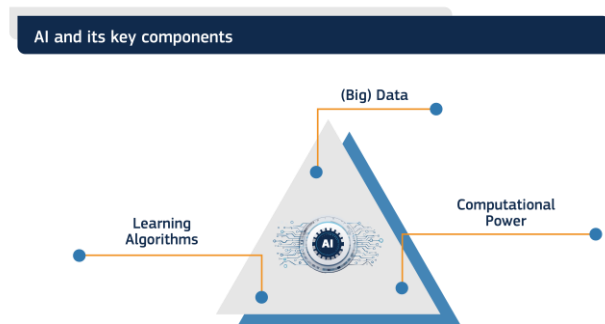 AI and its key components
(Big) Data
Learning
Algorithms
Computational
Power
AI